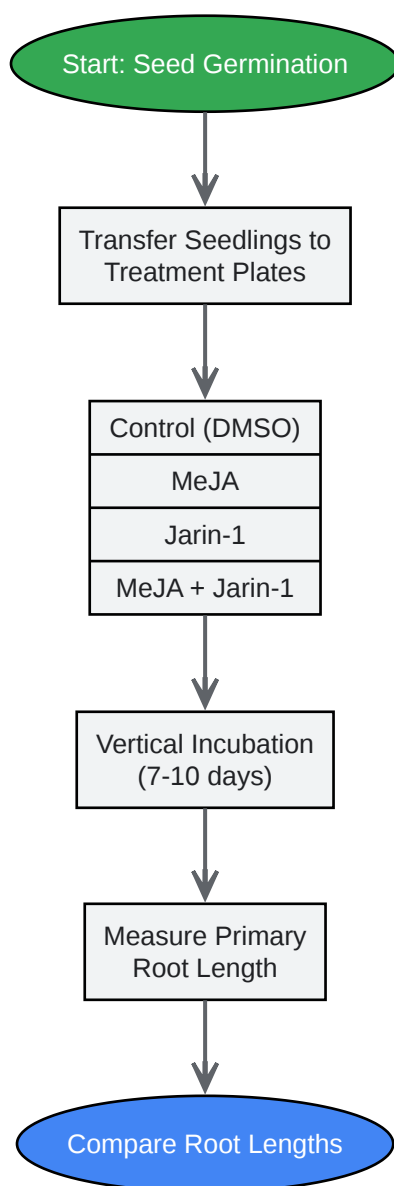 Start: Seed Germination
Transfer Seedlings to
Treatment Plates
Control (DMSO)
MeJA
Jarin-1
MeJA + Jarin-1
Vertical Incubation
(7-10 days)
Measure Primary
Root Length
Compare Root Lengths